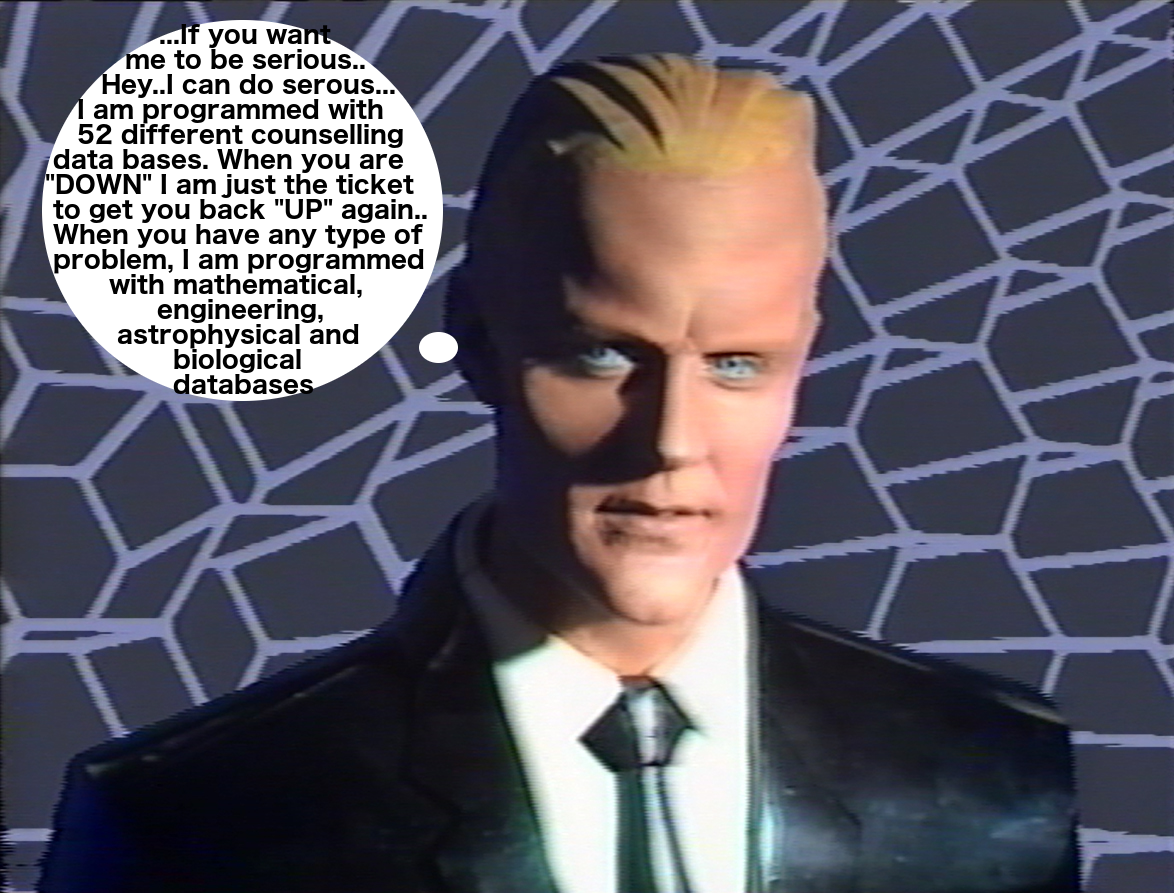 ...If you want
me to be serious..
Hey..I can do serous...
I am programmed with
52 different counselling
data bases. When you are
"DOWN" I am just the ticket
to get you back "UP" again..
When you have any type of
problem, I am programmed
with mathematical,
engineering,
astrophysical and
biological
databases